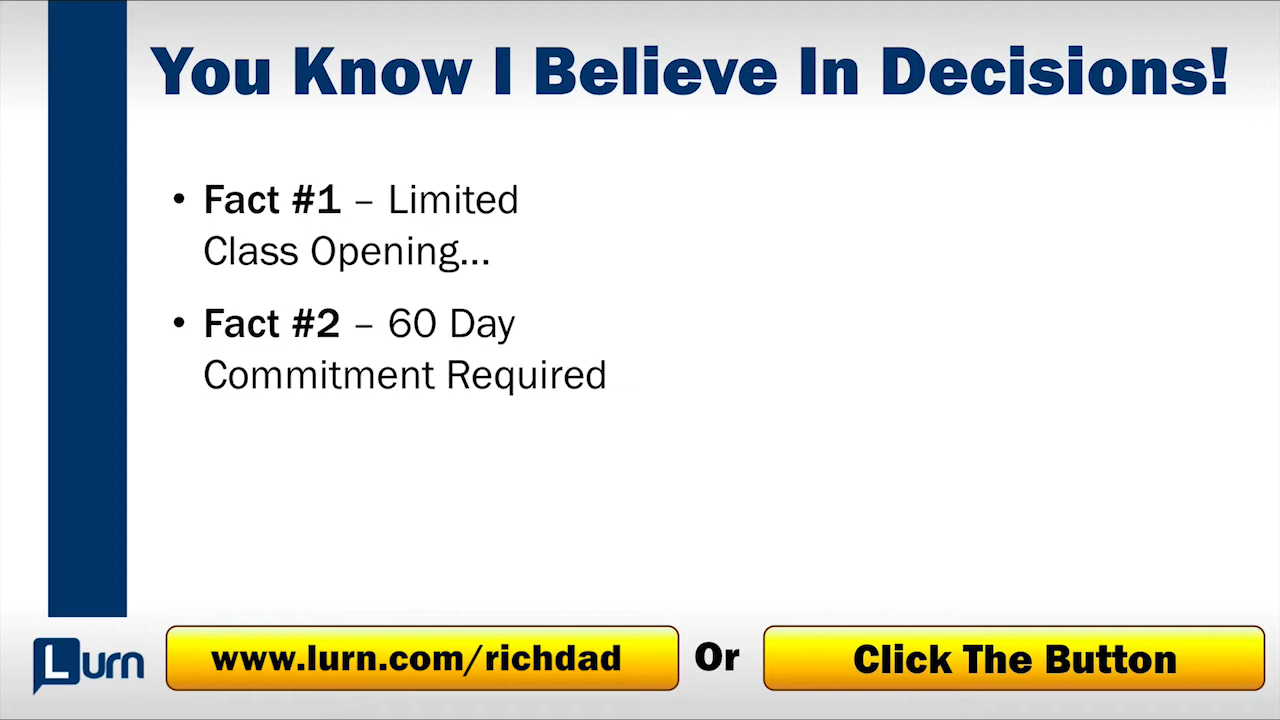 You Know I Believe In Decisions!
• Fact #1 – Limited
Class Opening...
• Fact #2 – 60 Day
Commitment Required
Lurn
www.lurn.com/richdad
Or
Click The Button